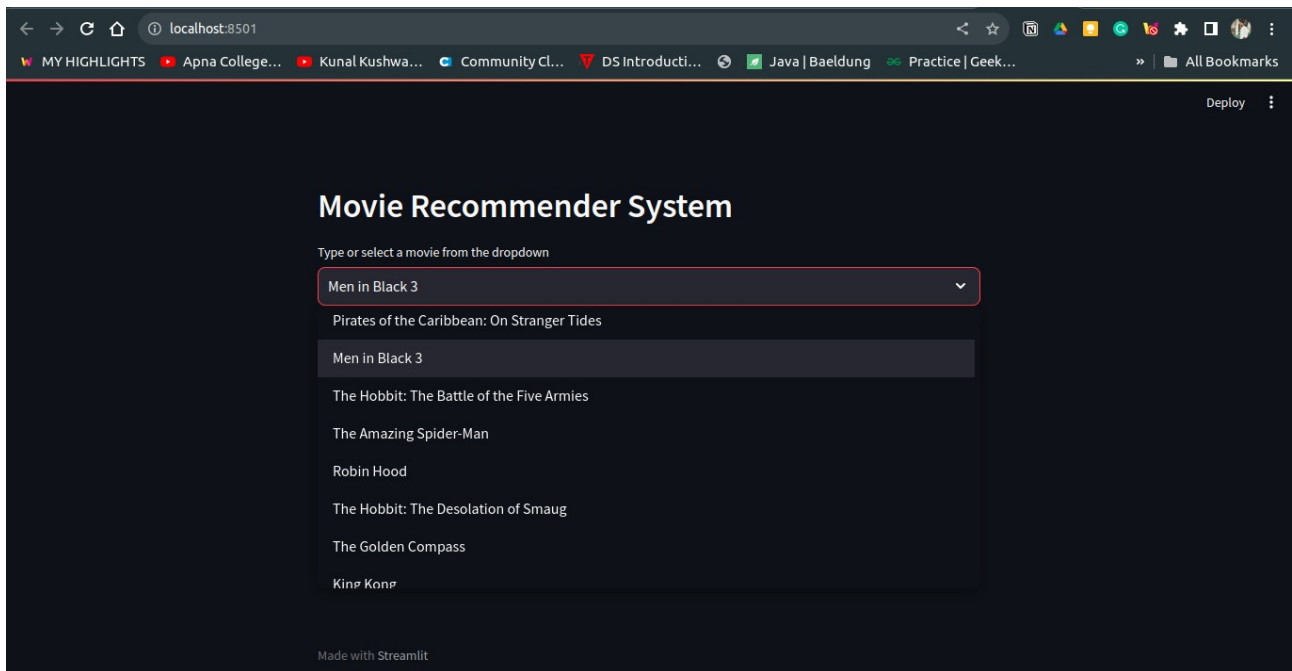 localhost:8501
MY HIGHLIGHTS Apna College... Kunal Kushwa... Community Cl... DS Introducti... Java | Baeldung Practice | Geek... » All Bookmarks
Deploy
Movie Recommender System
Type or select a movie from the dropdown
Men in Black 3
Pirates of the Caribbean: On Stranger Tides
Men in Black 3
The Hobbit: The Battle of the Five Armies
The Amazing Spider-Man
Robin Hood
The Hobbit: The Desolation of Smaug
The Golden Compass
King Kong
Made with Streamlit